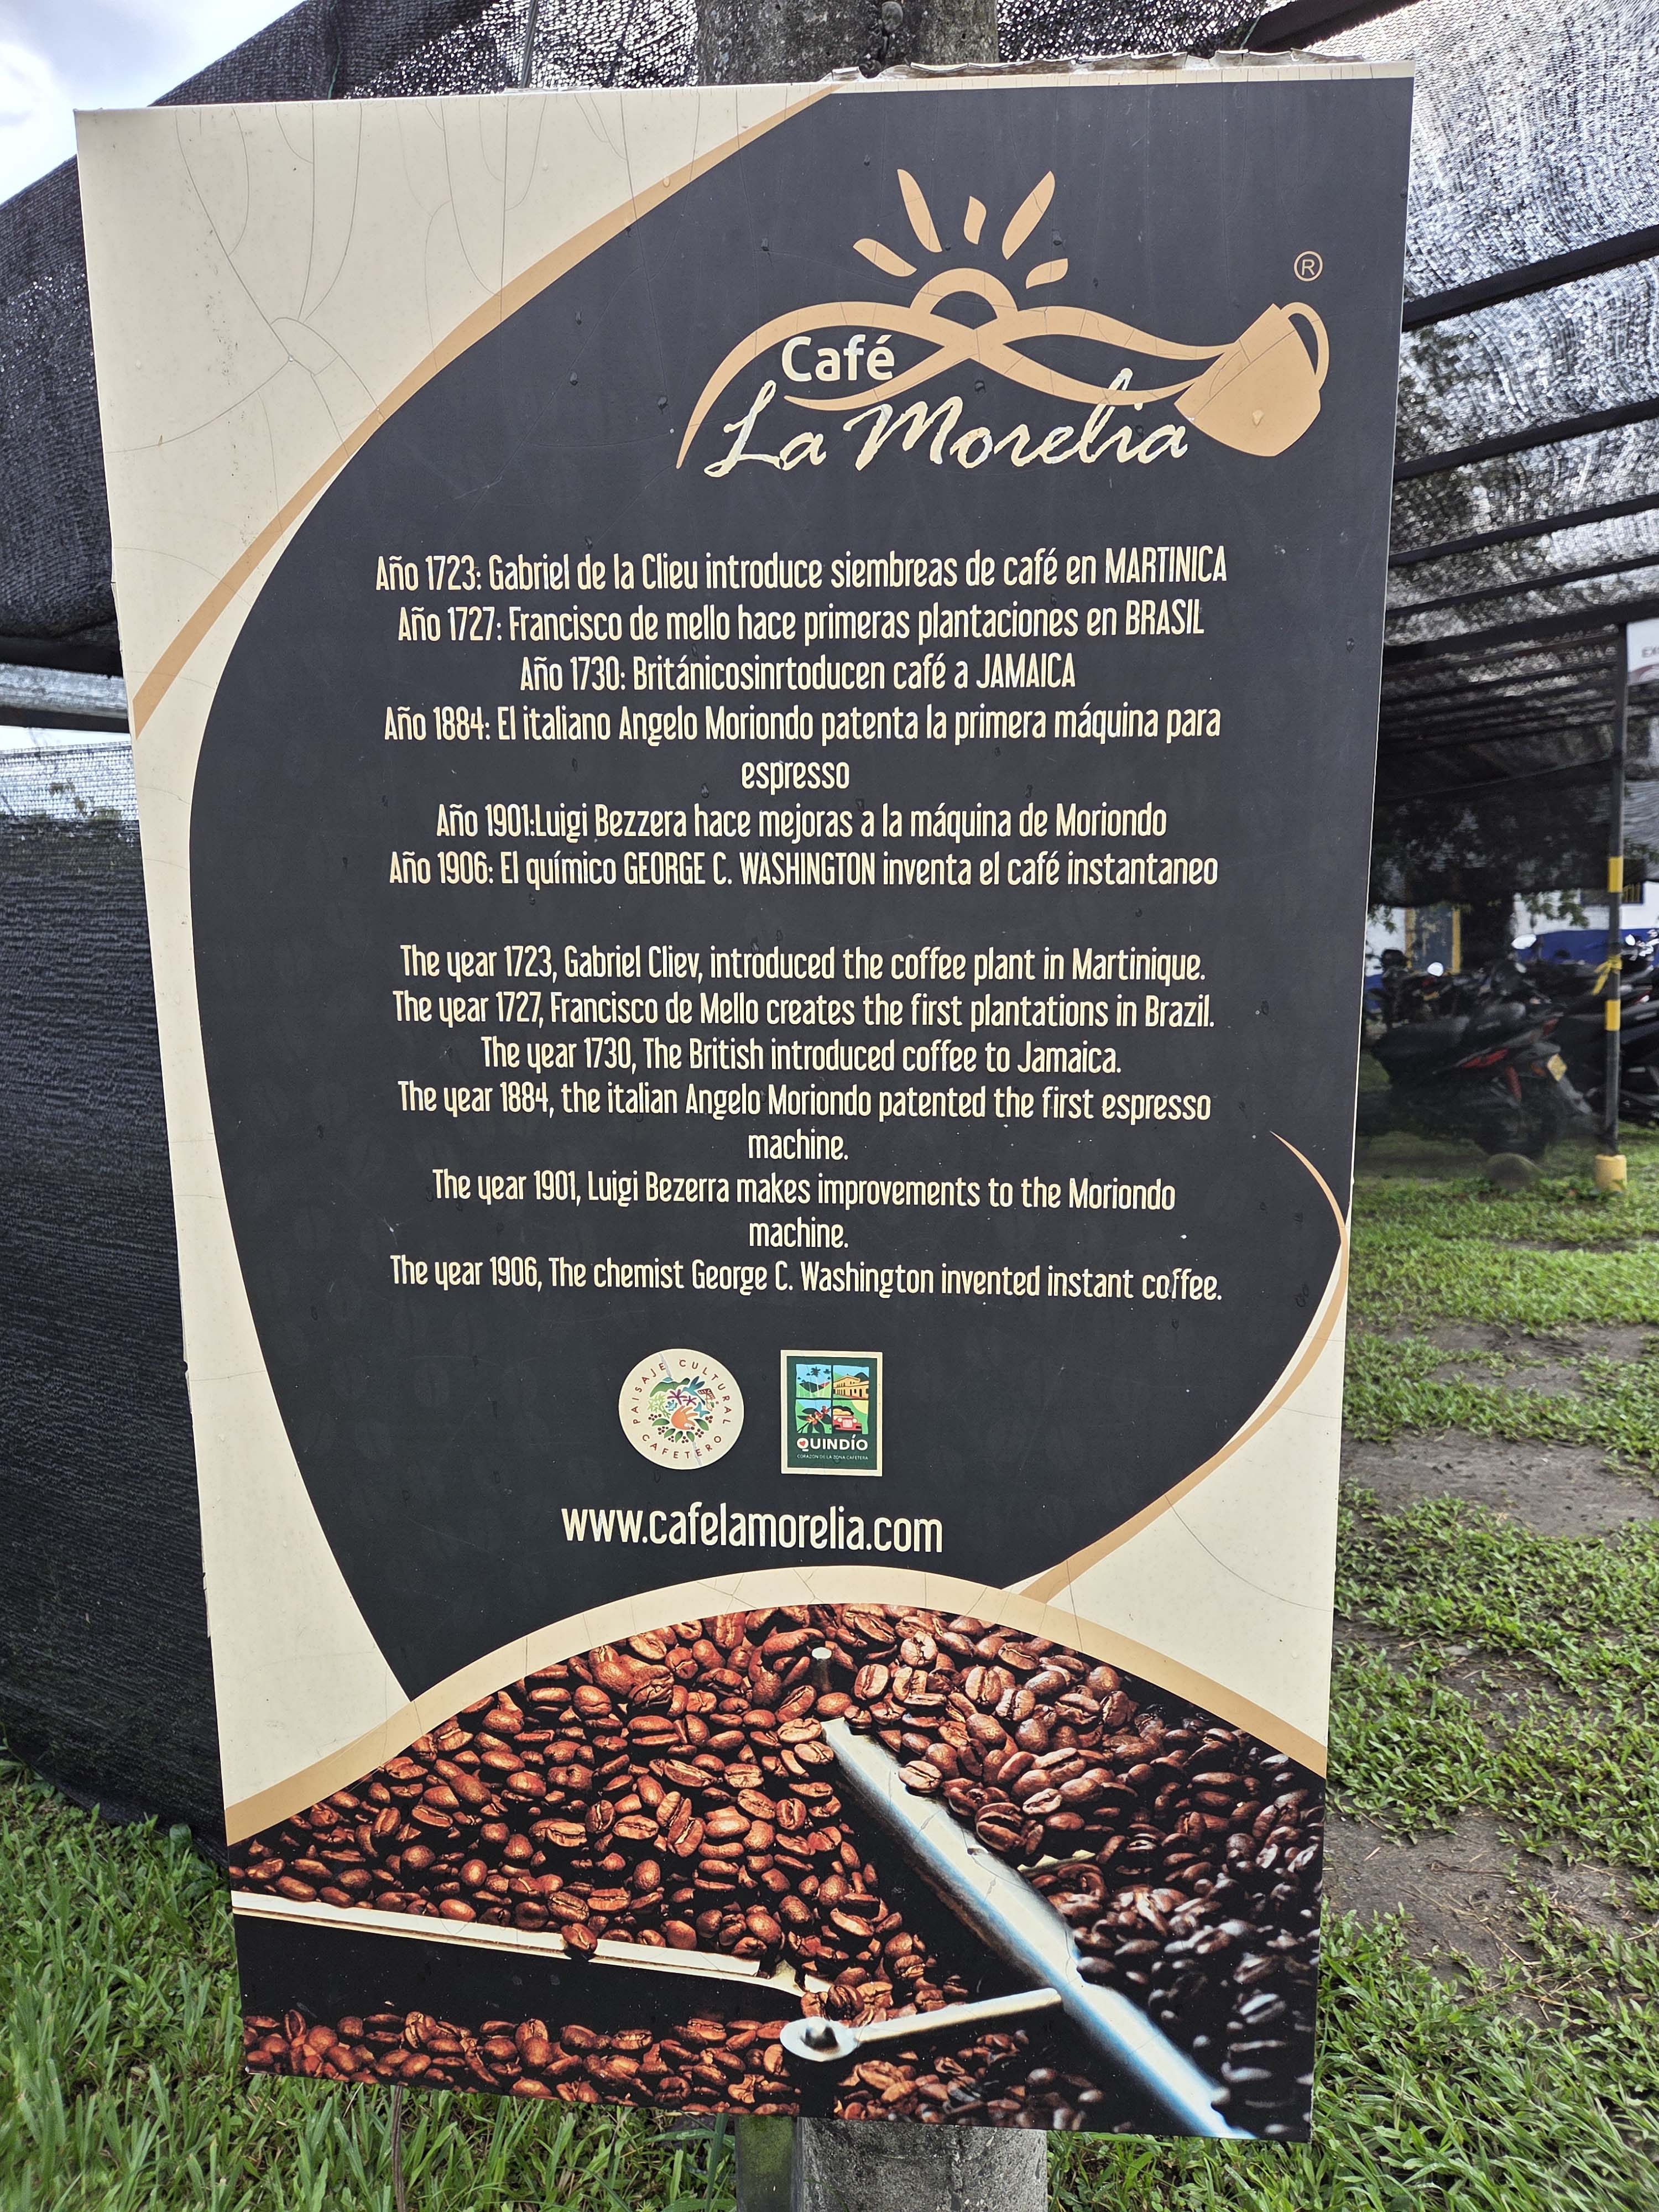 ®
Café
La Morelia
Año 1723: Gabriel de la Clieu introduce siembreas de café en MARTINICA
Año 1727: Francisco de mello hace primeras plantaciones en BRASIL
Año 1730: Británicosinrtoducen café a JAMAICA
Año 1884: El italiano Angelo Moriondo patenta la primera máquina para
espresso
Año 1901:Luigi Bezzera hace mejoras a la máquina de Moriondo
Año 1906: El químico GEORGE C. WASHINGTON inventa el café instantaneo
The year 1723, Gabriel Cliev, introduced the coffee plant in Martinique.
The year 1727, Francisco de Mello creates the first plantations in Brazil.
The year 1730, The British introduced coffee to Jamaica.
The year 1884, the italian Angelo Moriondo patented the first espresso
machine.
The year 1901, Luigi Bezerra makes improvements to the Moriondo
machine.
The year 1906, The chemist George C. Washington invented instant coffee.
PAISAJE CULTURAL
CAFETERO
QUINDÍO
CORAZÓN DE LA ZONA CAFETERA
www.cafelamorelia.com